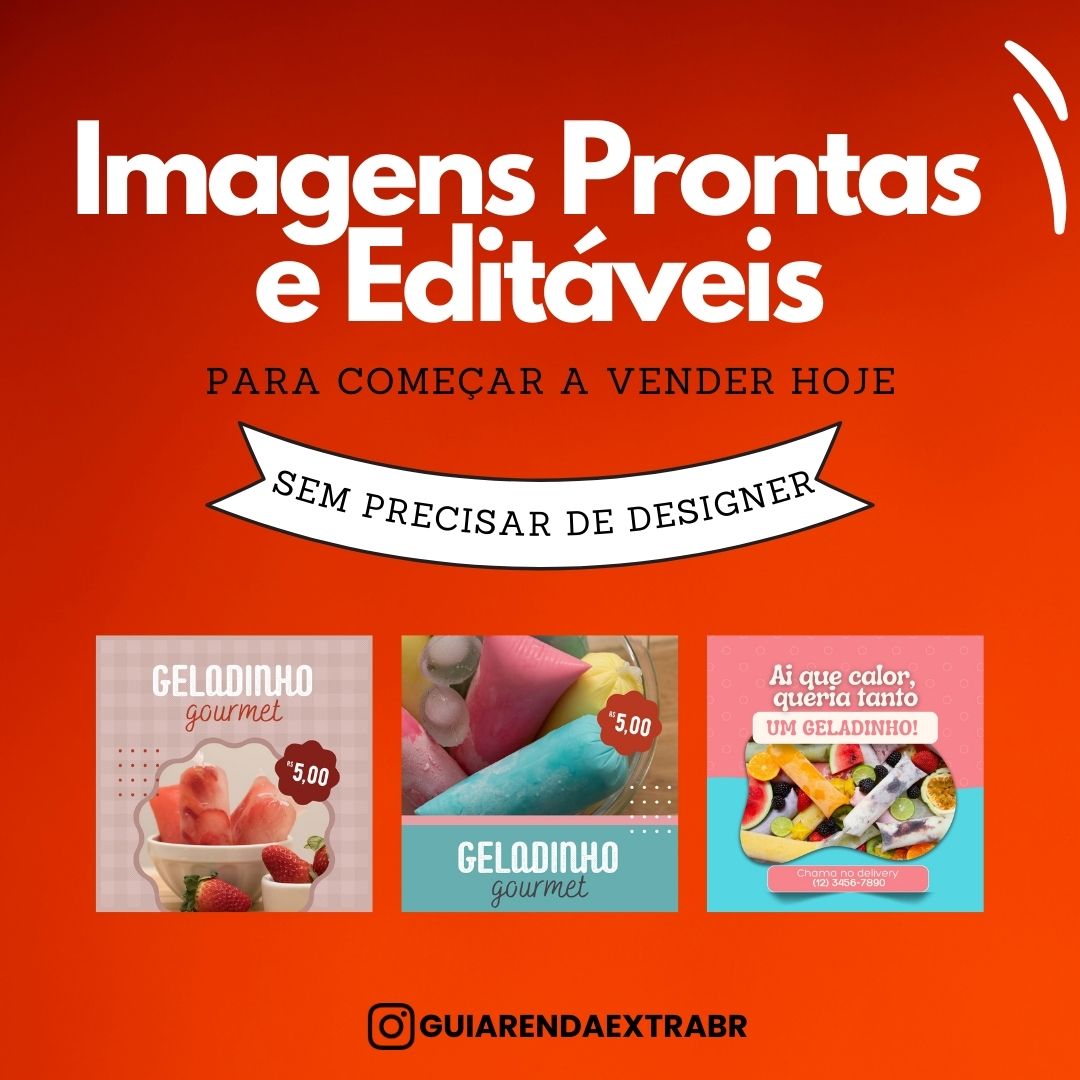 Imagens Prontas
e Editáveis
PARA COMEÇAR A VENDER HOJE
SEM PRECISAR DE DESIGNER
GELADINHO
gourmet
R$ 5,00
R$ 5,00
GELADINHO
gourmet
Ai que calor,
queria tanto
UM GELADINHO!
Chama no delivery
(12) 3456-7890
GUIARENDAEXTRABR